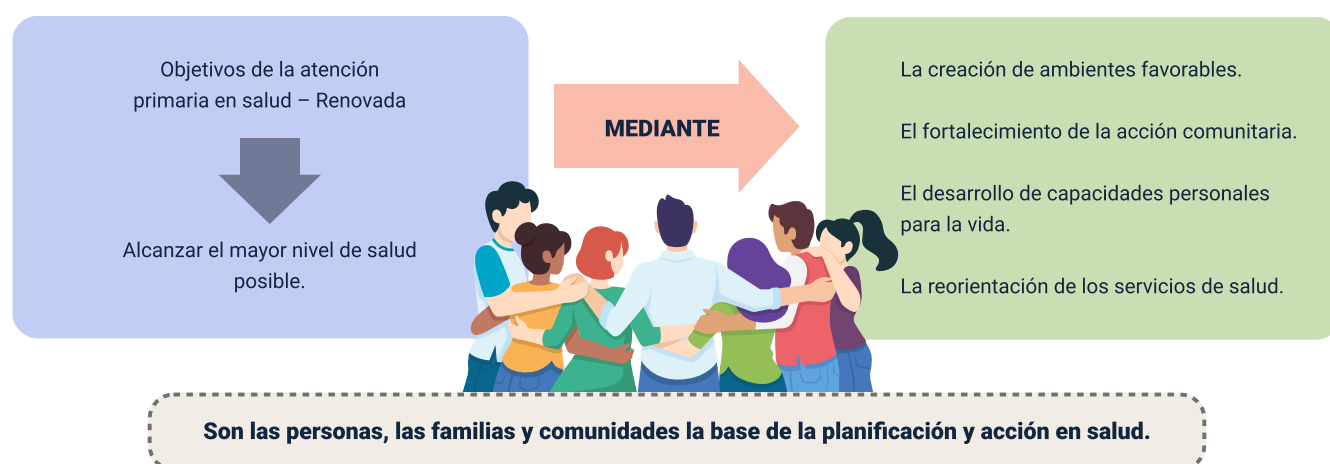 Objetivos de la atención
primaria en salud – Renovada
Alcanzar el mayor nivel de salud
posible.
MEDIANTE
La creación de ambientes favorables.
El fortalecimiento de la acción comunitaria.
El desarrollo de capacidades personales
para la vida.
La reorientación de los servicios de salud.
Son las personas, las familias y comunidades la base de la planificación y acción en salud.